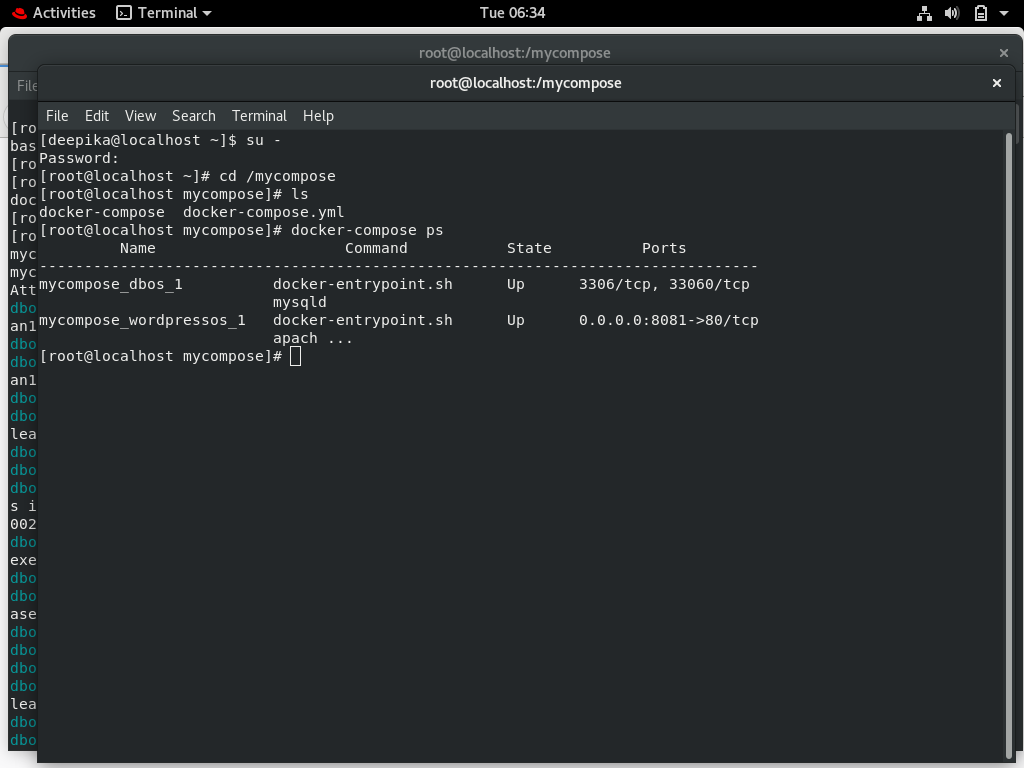 Activities Terminal Tue 06:34
root@localhost:/mycompose
File
root@localhost:/mycompose
File Edit View Search Terminal Help
[deepika@localhost ~]$ su -
Password:
[root@localhost ~]# cd /mycompose
[root@localhost mycompose]# ls
docker-compose  docker-compose.yml
[root@localhost mycompose]# docker-compose ps
         Name                     Command           State          Ports
--------------------------------------------------------------------------------
mycompose_dbos_1          docker-entrypoint.sh      Up      3306/tcp, 33060/tcp
                          mysqld
mycompose_wordpressos_1   docker-entrypoint.sh      Up      0.0.0.0:8081->80/tcp
                          apach ...
[root@localhost mycompose]#
[ro
bas
[ro
[ro
doc
[ro
[ro
myc
myc
Att
dbo
an1
dbo
dbo
an1
dbo
dbo
lea
dbo
dbo
dbo
s i
002
dbo
exe
dbo
dbo
ase
dbo
dbo
dbo
dbo
lea
dbo
dbo